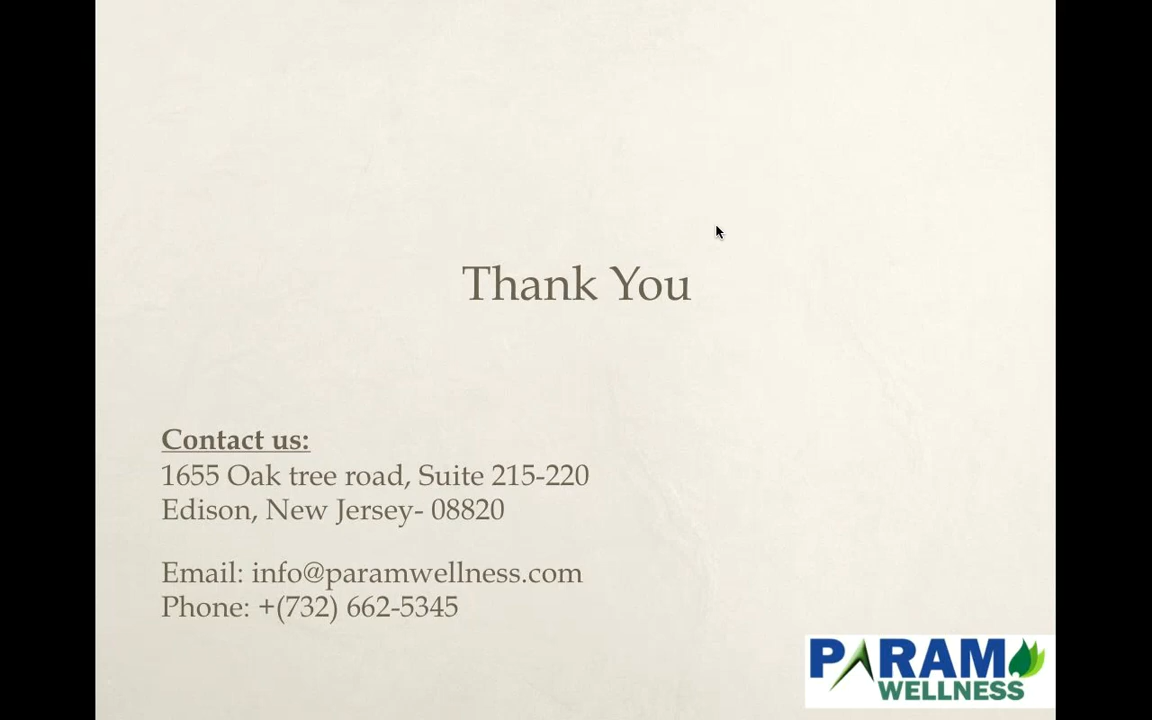 Thank You
Contact us:
1655 Oak tree road, Suite 215-220
Edison, New Jersey- 08820
Email: info@paramwellness.com
Phone: +(732) 662-5345
PARAM
WELLNESS